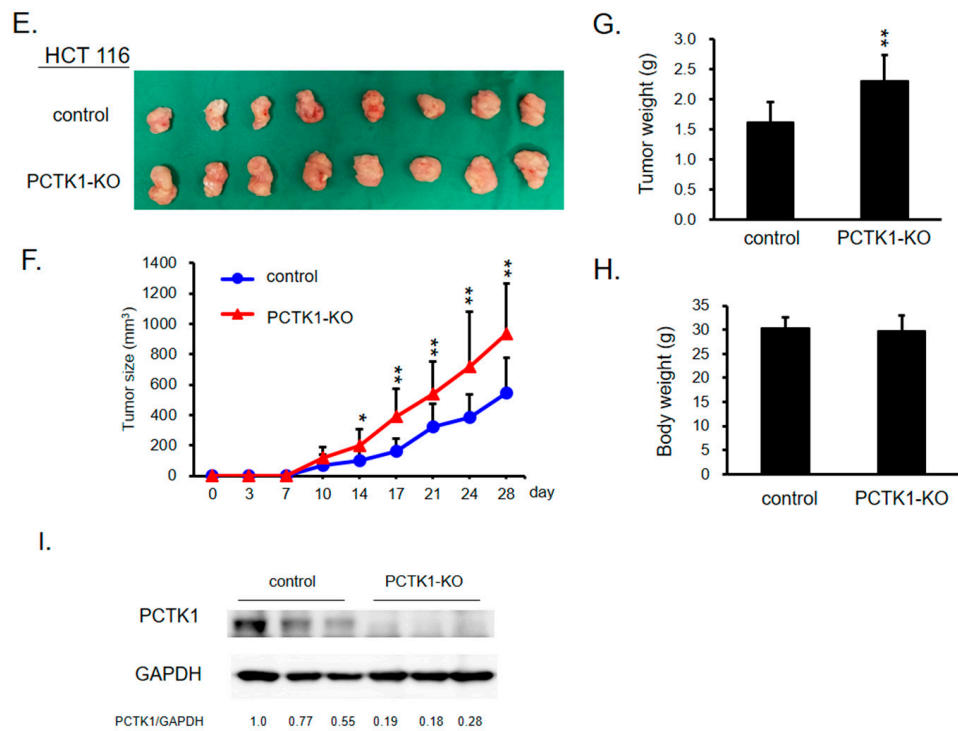 E.
HCT 116
control
PCTK1-KO
F.
Tumor size (mm³)
1400
1200
1000
800
600
400
200
0
control
PCTK1-KO
*
**
**
**
**
0 3 7 10 14 17 21 24 28 day
G.
Tumor weight (g)
3.0
2.5
2.0
1.5
1.0
0.5
0.0
**
control PCTK1-KO
H.
Body weight (g)
35
30
25
30
15
10
5
0
control PCTK1-KO
I.
control PCTK1-KO
PCTK1
GAPDH
PCTK1/GAPDH 1.0 0.77 0.55 0.19 0.18 0.28